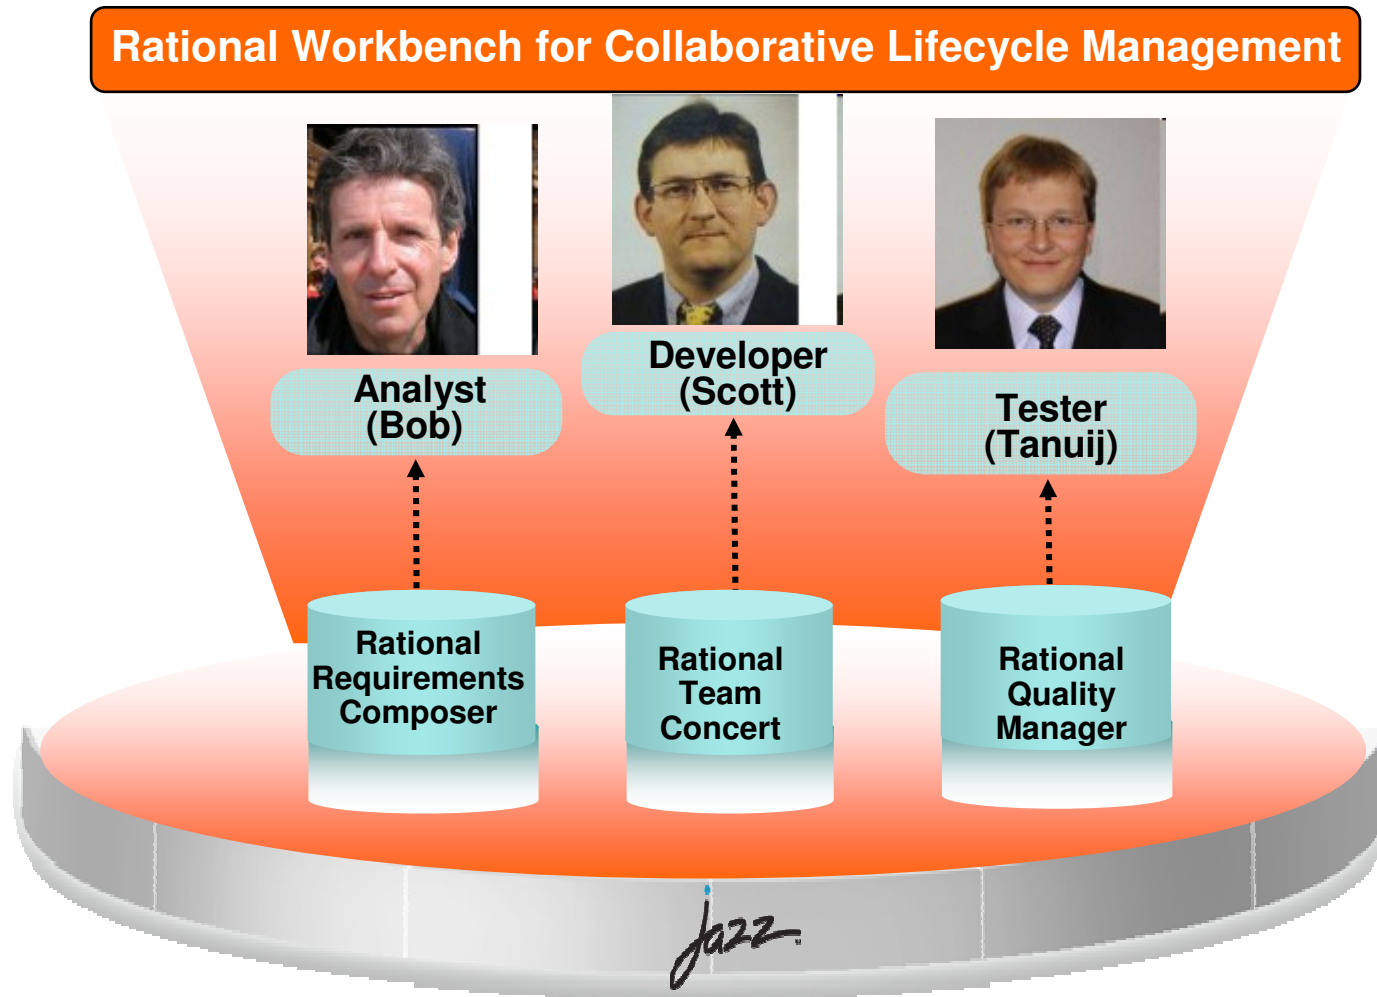 Rational Workbench for Collaborative Lifecycle Management
Analyst
(Bob)
Developer
(Scott)
Tester
(Tanuij)
Rational
Requirements
Composer
Rational
Team
Concert
Rational
Quality
Manager
jazz